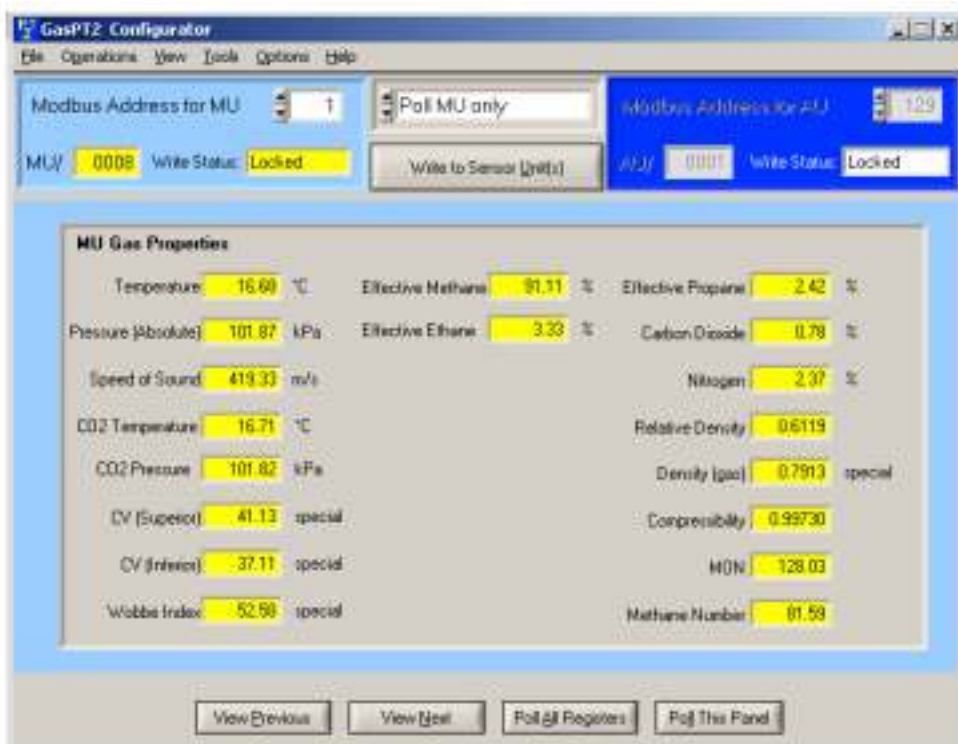 GasPT2 Configurator
File Operations View Tools Options Help
Modbus Address for MU 1
Poll MU only
Modbus Address for AU 129
MU/ 0008 Write Status: Locked
Write to Sensor Unit(s)
AU/ 0001 Write Status: Locked
MU Gas Properties
Temperature 16.60 °C Effective Methane 91.11 % Effective Propane 2.42 %
Pressure (Absolute) 101.87 kPa Effective Ethane 3.33 % Carbon Dioxide 0.78 %
Speed of Sound 419.33 m/s Nitrogen 2.37 %
CO2 Temperature 16.71 °C Relative Density 0.6119
CO2 Pressure 101.82 kPa Density (gas) 0.7913 special
CV (Superior) 41.13 special Compressibility 0.99730
CV (Inferior) 37.11 special MON 128.03
Wobbe Index 52.58 special Methane Number 81.59
View Previous View Next Poll All Registers Poll This Panel